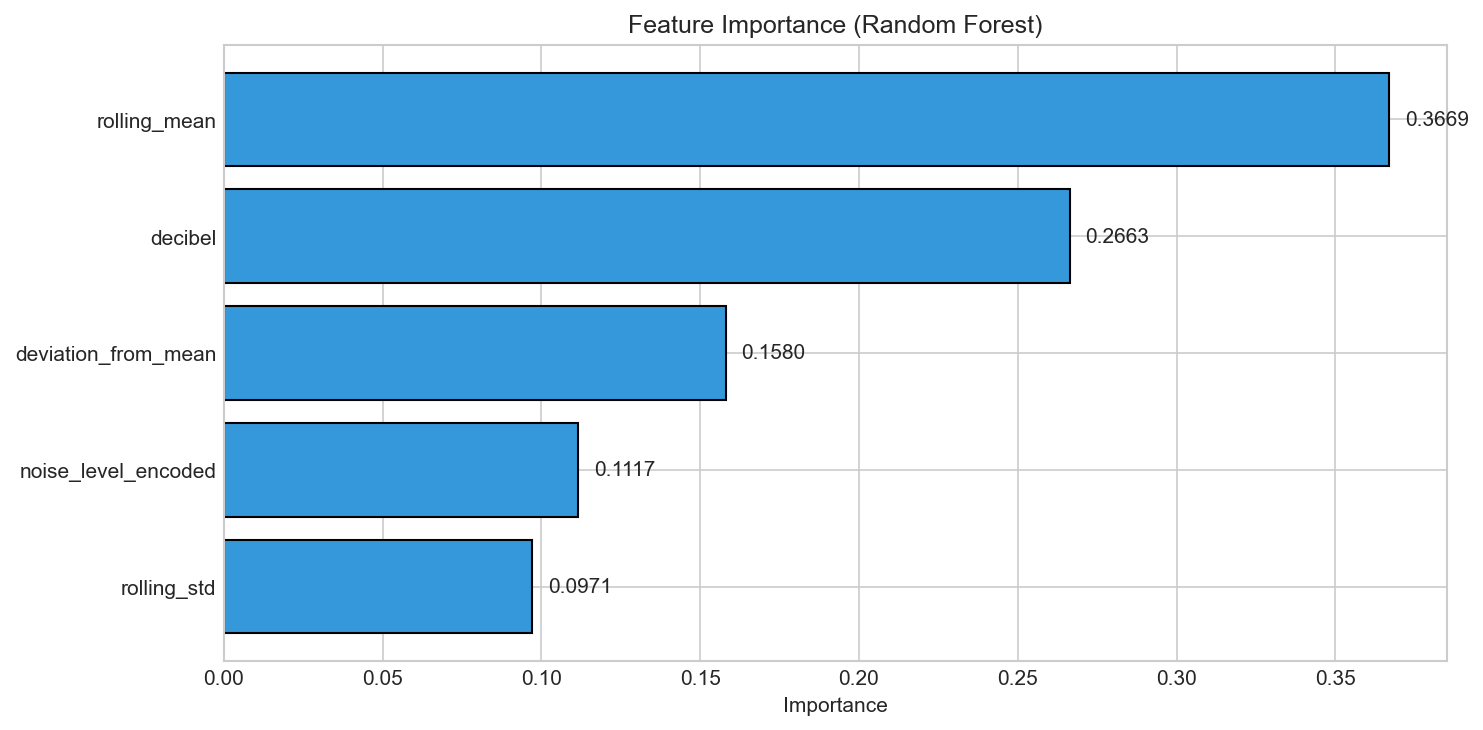 Feature Importance (Random Forest)
rolling_mean 0.3669
decibel 0.2663
deviation_from_mean 0.1580
noise_level_encoded 0.1117
rolling_std 0.0971
0.00 0.05 0.10 0.15 0.20 0.25 0.30 0.35
Importance